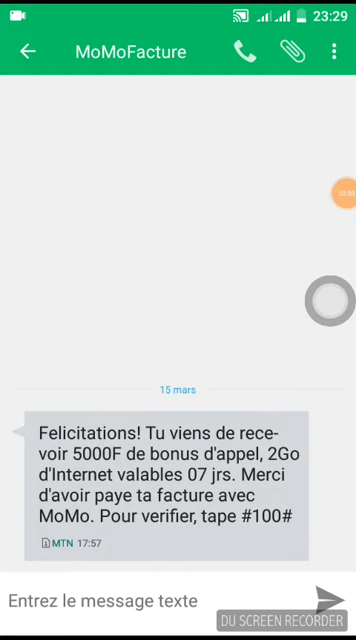 23:29
MoMoFacture
15 mars
Felicitations! Tu viens de rece-
voir 5000F de bonus d'appel, 2Go
d'Internet valables 07 jrs. Merci
d'avoir paye ta facture avec
MoMo. Pour verifier, tape #100#
MTN 17:57
Entrez le message texte
DU SCREEN RECORDER